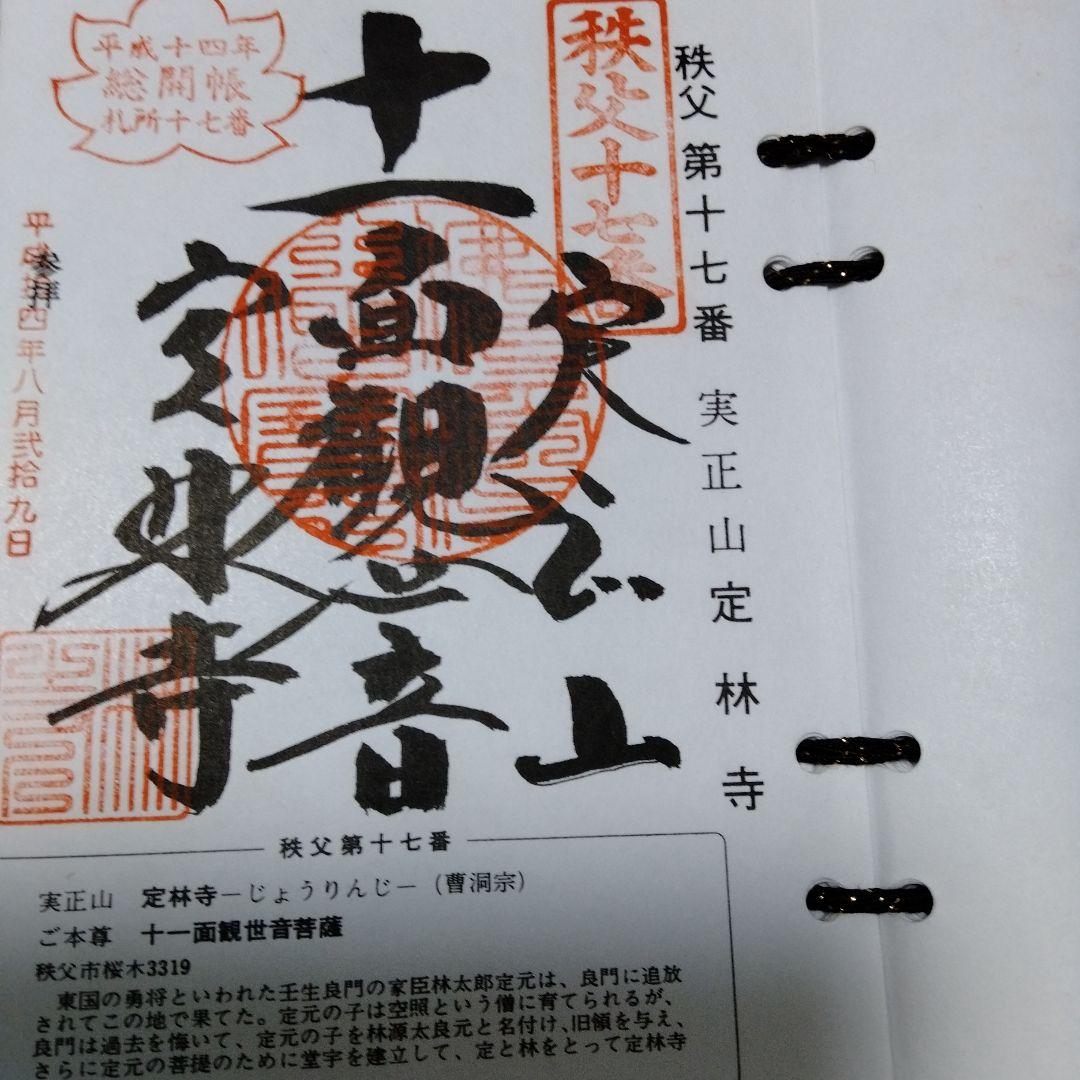 秩父第十七番 実正山定林寺
秩父十七番
平成十四年
総開帳
札所十七番
実正山
十一面観世音
定林寺
参拝
平成十四年八月弐拾九日
秩父第十七番
実正山 定林寺－じょうりんじ－（曹洞宗）
ご本尊 十一面観世音菩薩
秩父市桜木3319
東国の勇将といわれた壬生良門の家臣林太郎定元は、良門に追放
されてこの地で果てた。定元の子は空照という僧に育てられるが、
良門は過去を悔いて、定元の子を林源太良元と名付け、旧領を与え、
さらに定元の菩提のために堂宇を建立して、定と林をとって定林寺